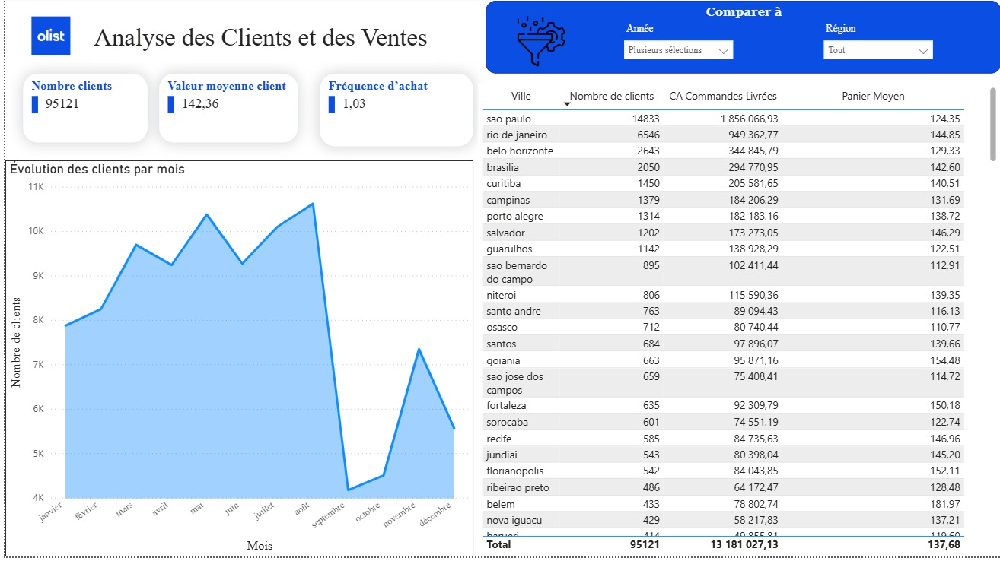 olist
Analyse des Clients et des Ventes
Comparer à
Année
Région
Plusieurs sélections
Tout
Nombre clients
95121
Valeur moyenne client
142,36
Fréquence d’achat
1,03
Évolution des clients par mois
11K
10K
9K
8K
7K
6K
5K
4K
Nombre de clients
janvier février mars avril mai juin juillet août septembre octobre novembre décembre
Mois
Ville Nombre de clients CA Commandes Livrées Panier Moyen
sao paulo 14833 1 856 066,93 124,35
rio de janeiro 6546 949 362,77 144,85
belo horizonte 2643 344 845,79 129,33
brasilia 2050 294 770,95 142,60
curitiba 1450 205 581,65 140,51
campinas 1379 184 206,29 131,69
porto alegre 1314 182 183,16 138,72
salvador 1202 173 273,05 146,29
guarulhos 1142 138 928,29 122,51
sao bernardo 895 102 411,44 112,91
do campo
niteroi 806 115 590,36 139,35
santo andre 763 89 094,43 116,13
osasco 712 80 740,44 110,77
santos 684 97 896,07 139,66
goiania 663 95 871,16 154,48
sao jose dos 659 75 408,41 114,72
campos
fortaleza 635 92 309,79 150,18
sorocaba 601 74 551,19 122,74
recife 585 84 735,63 146,96
jundiai 543 80 398,04 145,20
florianopolis 542 84 043,85 152,11
ribeirao preto 486 64 172,47 128,48
belem 433 78 802,74 181,97
nova iguacu 429 58 217,83 137,21
Total 95121 13 181 027,13 137,68